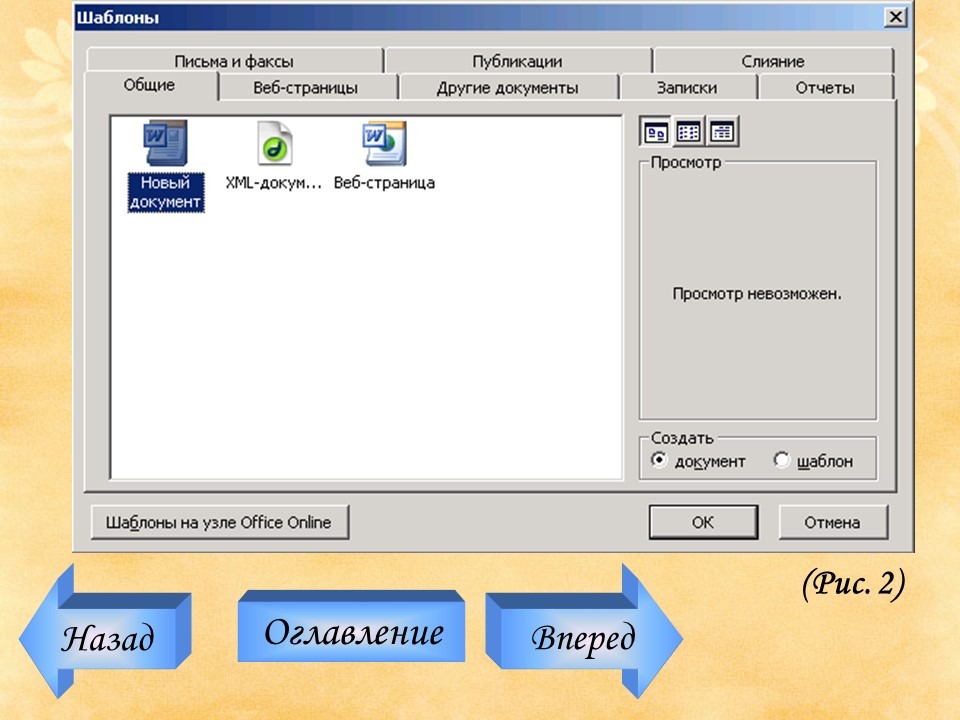 Шаблоны
Письма и факсы Публикации Слияние
Общие Веб-страницы Другие документы Записки Отчеты
Новый документ
XML-докум...
Веб-страница
Просмотр
Просмотр невозможен.
Создать
документ шаблон
Шаблоны на узле Office Online
ОК
Отмена
(Рис. 2)
Назад
Оглавление
Вперед